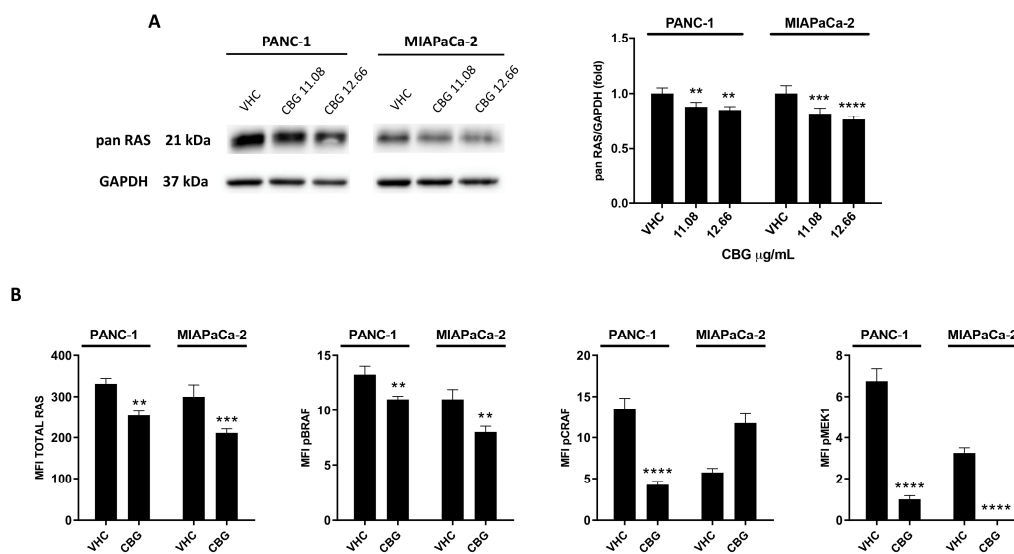 A
PANC-1 MIAPaCa-2
VHC CBG 11.08 CBG 12.66 VHC CBG 11.08 CBG 12.66
pan RAS 21 kDa
GAPDH 37 kDa
PANC-1 MIAPaCa-2
pan RAS/GAPDH (fold)
1.5
1.0
0.5
0.0
** ** *** ****
VHC 11.08 12.66 VHC 11.08 12.66
CBG µg/mL
B
PANC-1 MIAPaCa-2
MFI TOTAL RAS
400
300
200
100
0
** ***
VHC CBG VHC CBG
PANC-1 MIAPaCa-2
MFI pBRAF
15
10
5
0
** **
VHC CBG VHC CBG
PANC-1 MIAPaCa-2
MFI pCRAF
20
15
10
5
0
****
VHC CBG VHC CBG
PANC-1 MIAPaCa-2
MFI pMEK1
8
6
4
2
0
**** ****
VHC CBG VHC CBG